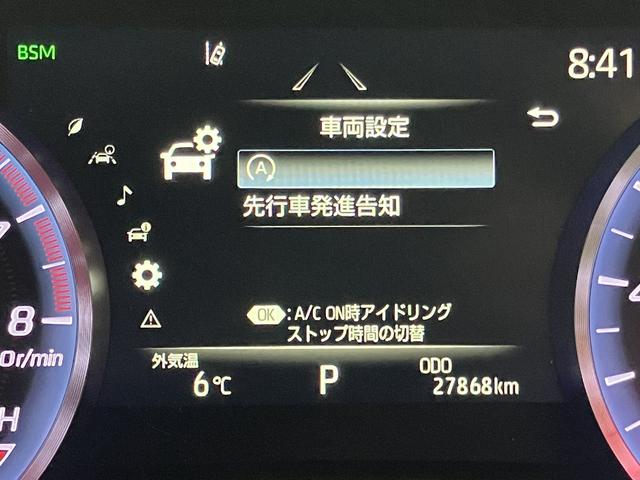 BSM
8:41
車両設定
A
先行車発進告知
OK :A/C ON時アイドリング
ストップ時間の切替
8
0r/min
外気温
6℃
P
ODO
27868km
H